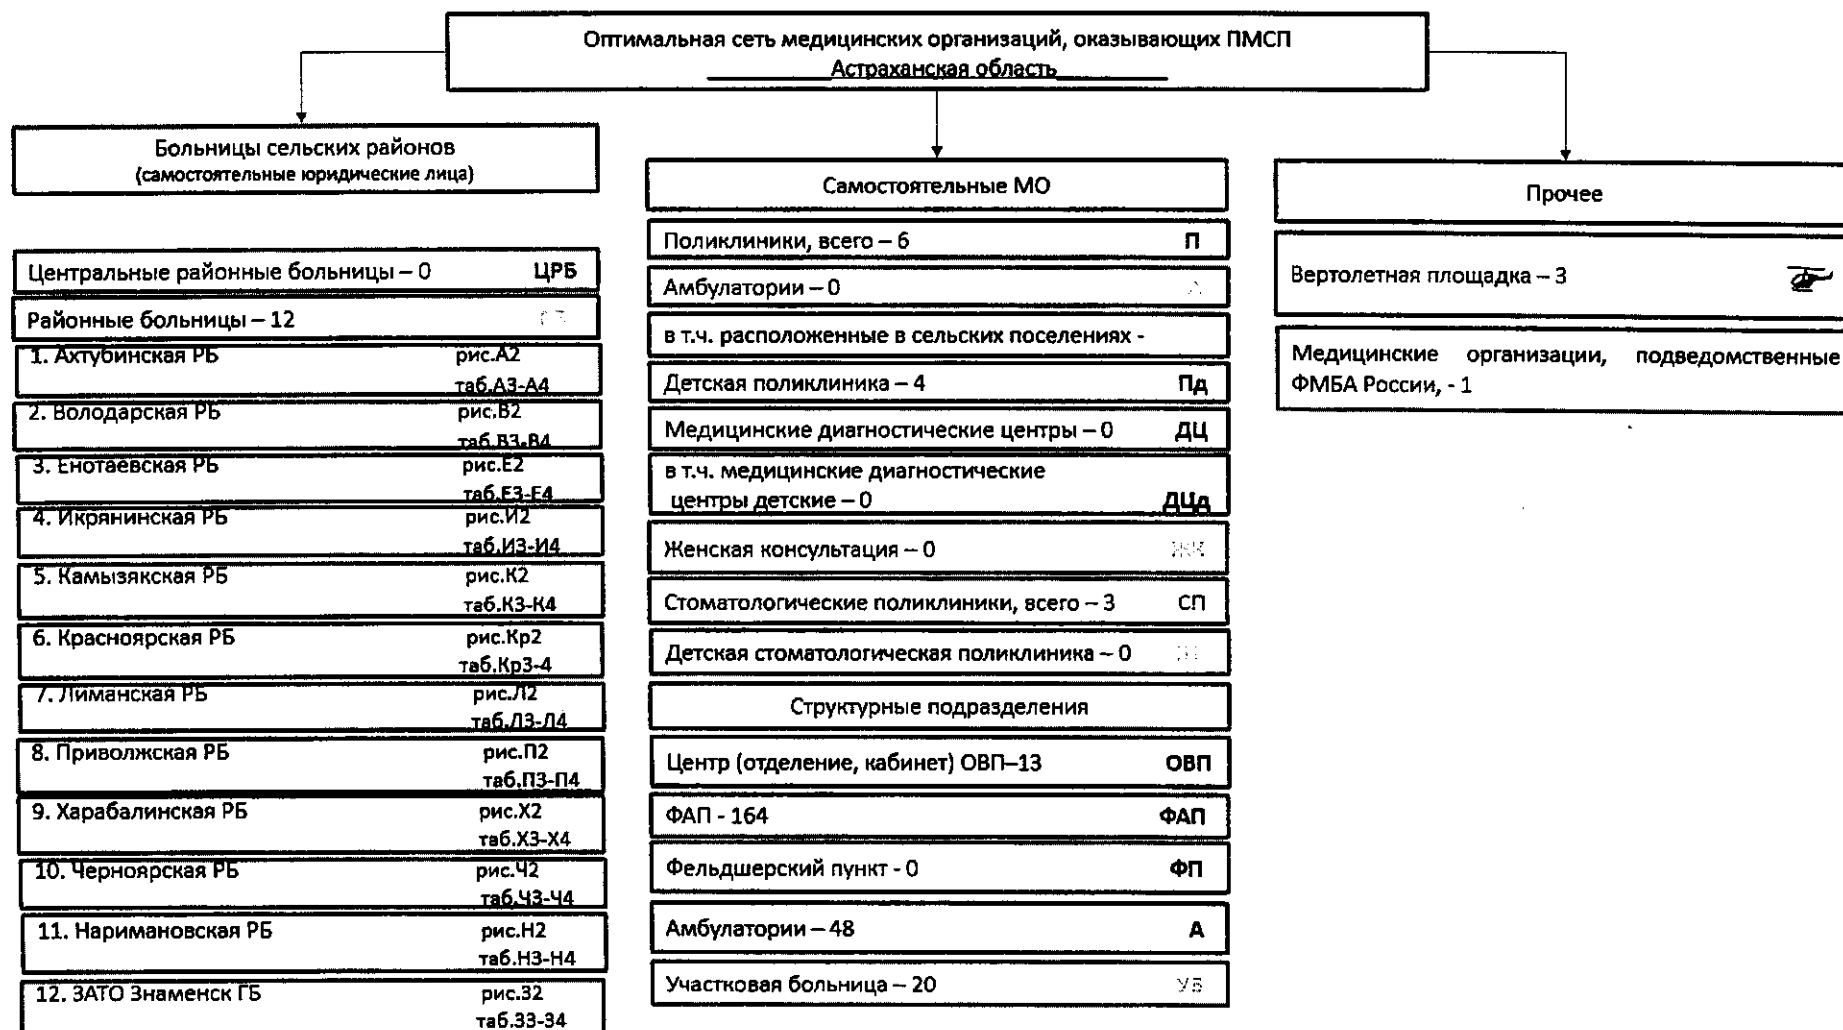 Оптимальная сеть медицинских организаций, оказывающих ПМСП
Астраханская область
Больницы сельских районов
(самостоятельные юридические лица)
Центральные районные больницы – 0 ЦРБ
Районные больницы – 12
1. Ахтубинская РБ рис.А2
таб.А3-А4
2. Володарская РБ рис.В2
таб.В3-В4
3. Енотаевская РБ рис.Е2
таб.Е3-Е4
4. Икрянинская РБ рис.И2
таб.И3-И4
5. Камызякская РБ рис.К2
таб.К3-К4
6. Красноярская РБ рис.Кр2
таб.Кр3-4
7. Лиманская РБ рис.Л2
таб.Л3-Л4
8. Приволжская РБ рис.П2
таб.П3-П4
9. Харабалинская РБ рис.Х2
таб.Х3-Х4
10. Черноярская РБ рис.Ч2
таб.Ч3-Ч4
11. Наримановская РБ рис.Н2
таб.Н3-Н4
12. ЗАТО Знаменск ГБ рис.З2
таб.З3-З4
Самостоятельные МО
Поликлиники, всего – 6 П
Амбулатории – 0
в т.ч. расположенные в сельских поселениях -
Детская поликлиника – 4 Пд
Медицинские диагностические центры – 0 ДЦ
в т.ч. медицинские диагностические
центры детские – 0 ДЦд
Женская консультация – 0 ЖК
Стоматологические поликлиники, всего – 3 СП
Детская стоматологическая поликлиника – 0
Структурные подразделения
Центр (отделение, кабинет) ОВП–13 ОВП
ФАП - 164 ФАП
Фельдшерский пункт - 0 ФП
Амбулатории – 48 А
Участковая больница – 20 УБ
Прочее
Вертолетная площадка – 3
Медицинские организации, подведомственные
ФМБА России, - 1